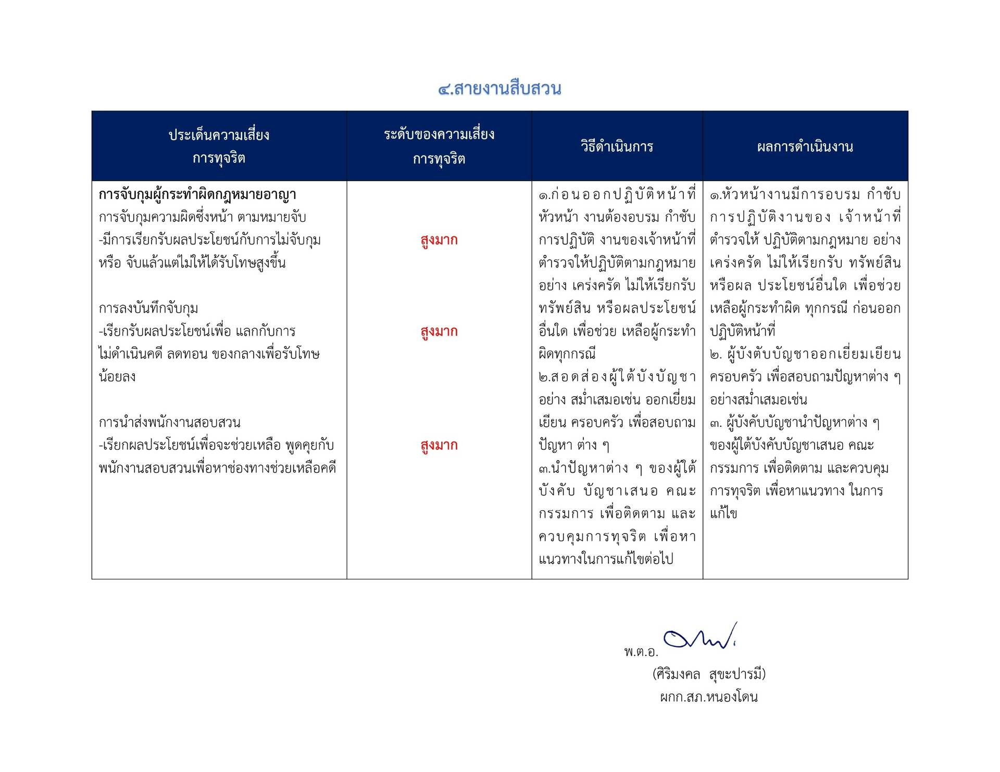 ๔.สายงานสืบสวน
ประเด็นความเสี่ยง
การทุจริต
ระดับของความเสี่ยง
การทุจริต
วิธีดำเนินการ
ผลการดำเนินงาน
การจับกุมผู้กระทำผิดกฎหมายอาญา
การจับกุมความผิดซึ่งหน้า ตามหมายจับ
-มีการเรียกรับผลประโยชน์กับการไม่จับกุม
หรือ จับแล้วแต่ไม่ให้ได้รับโทษสูงขึ้น
การลงบันทึกจับกุม
-เรียกรับผลประโยชน์เพื่อ แลกกับการ
ไม่ดำเนินคดี ลดทอน ของกลางเพื่อรับโทษ
น้อยลง
การนำส่งพนักงานสอบสวน
-เรียกผลประโยชน์เพื่อจะช่วยเหลือ พูดคุยกับ
พนักงานสอบสวนเพื่อหาช่องทางช่วยเหลือคดี
สูงมาก
สูงมาก
สูงมาก
๑.ก่อนออกปฏิบัติหน้าที่
หัวหน้า งานต้องอบรม กำชับ
การปฏิบัติ งานของเจ้าหน้าที่
ตำรวจให้ปฏิบัติตามกฎหมาย
อย่าง เคร่งครัด ไม่ให้เรียกรับ
ทรัพย์สิน หรือผลประโยชน์
อื่นใด เพื่อช่วย เหลือผู้กระทำ
ผิดทุกกรณี
๒.สอดส่องผู้ใต้บังบัญชา
อย่าง สม่ำเสมอเช่น ออกเยี่ยม
เยียน ครอบครัว เพื่อสอบถาม
ปัญหา ต่าง ๆ
๓.นำปัญหาต่าง ๆ ของผู้ใต้
บังคับ บัญชาเสนอ คณะ
กรรมการ เพื่อติดตาม และ
ควบคุมการทุจริต เพื่อหา
แนวทางในการแก้ไขต่อไป
๑.หัวหน้างานมีการอบรม กำชับ
การปฏิบัติงานของ เจ้าหน้าที่
ตำรวจให้ ปฏิบัติตามกฎหมาย อย่าง
เคร่งครัด ไม่ให้เรียกรับ ทรัพย์สิน
หรือผล ประโยชน์อื่นใด เพื่อช่วย
เหลือผู้กระทำผิด ทุกกรณี ก่อนออก
ปฏิบัติหน้าที่
๒. ผู้บังตับบัญชาออกเยี่ยมเยียน
ครอบครัว เพื่อสอบถามปัญหาต่าง ๆ
อย่างสม่ำเสมอเช่น
๓. ผู้บังคับบัญชานำปัญหาต่าง ๆ
ของผู้ใต้บังคับบัญชาเสนอ คณะ
กรรมการ เพื่อติดตาม และควบคุม
การทุจริต เพื่อหาแนวทาง ในการ
แก้ไข
พ.ต.อ.
(ศิริมงคล สุขะปารมี)
ผกก.สภ.หนองโดน